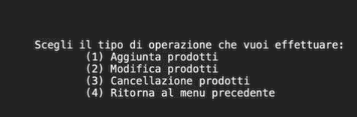 Scegli il tipo di operazione che vuoi effettuare:
(1) Aggiunta prodotti
(2) Modifica prodotti
(3) Cancellazione prodotti
(4) Ritorna al menu precedente